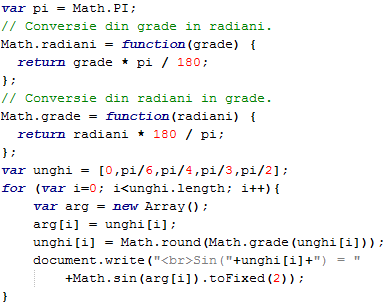 var pi = Math.PI;
// Conversie din grade in radiani.
Math.radiani = function(grade) {
  return grade * pi / 180;
};
// Conversie din radiani in grade.
Math.grade = function(radiani) {
  return radiani * 180 / pi;
};
var unghi = [0,pi/6,pi/4,pi/3,pi/2];
for (var i=0; i<unghi.length; i++){
    var arg = new Array();
    arg[i] = unghi[i];
    unghi[i] = Math.round(Math.grade(unghi[i]));
    document.write("<br>Sin("+unghi[i]+") = "
        +Math.sin(arg[i]).toFixed(2));
}